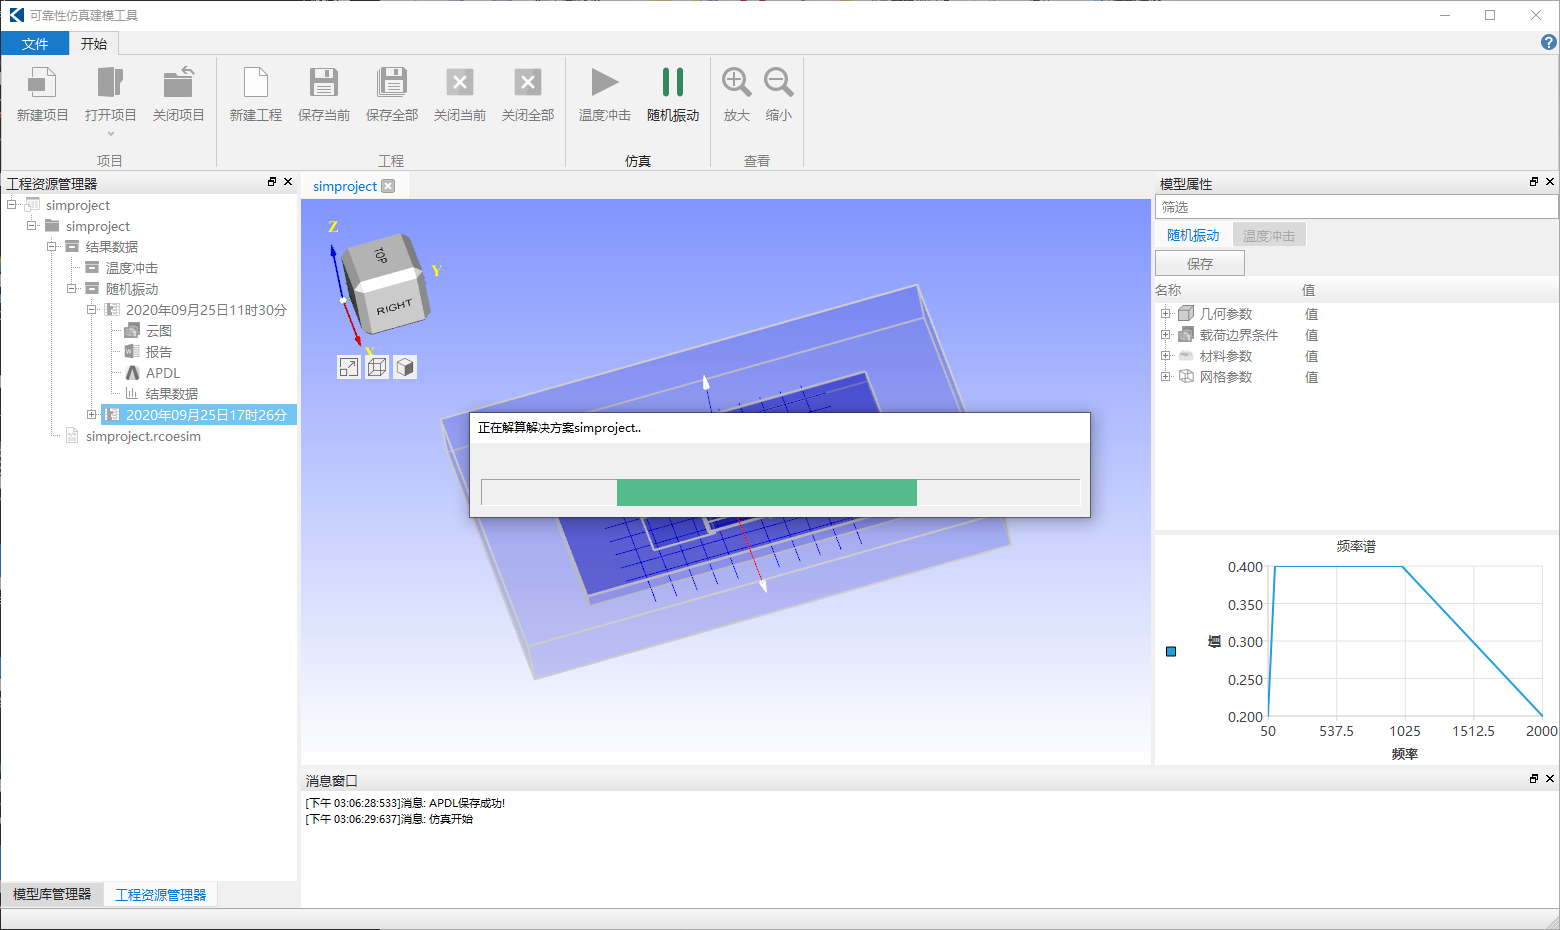 可靠性仿真建模工具
文件 开始
新建项目 打开项目 关闭项目 新建工程 保存当前 保存全部 关闭当前 关闭全部 温度冲击 随机振动 放大 缩小
项目 工程 仿真 查看
工程资源管理器
simproject
simproject
结果数据
温度冲击
随机振动
2020年09月25日11时30分
云图
报告
APDL
结果数据
2020年09月25日17时26分
simproject.rcoesim
模型库管理器 工程资源管理器
simproject
Z
Y
X
TOP
RIGHT
正在解算解决方案simproject..
消息窗口
[下午 03:06:28:533]消息: APDL保存成功!
[下午 03:06:29:637]消息: 仿真开始
模型属性
筛选
随机振动 温度冲击
保存
名称 值
几何参数 值
载荷边界条件 值
材料参数 值
网格参数 值
频率谱
0.400
0.350
值 0.300
0.250
0.200
50 537.5 1025 1512.5 2000
频率